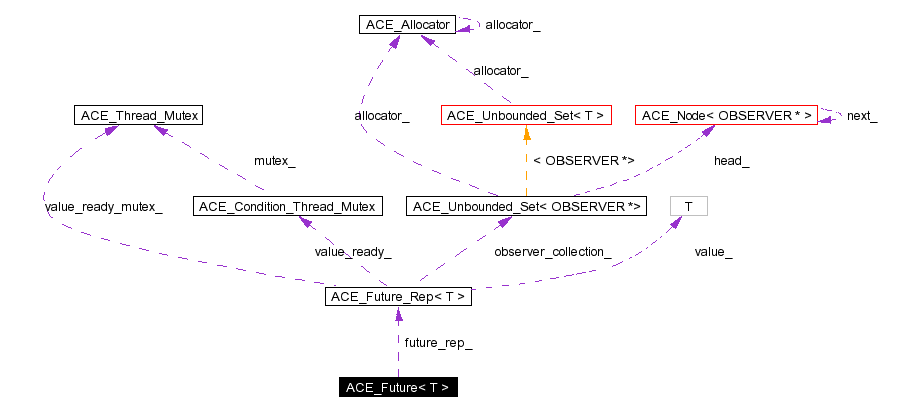 ACE_Allocator
allocator_
allocator_
ACE_Thread_Mutex
allocator_
ACE_Unbounded_Set< T >
ACE_Node< OBSERVER * >
next_
mutex_
< OBSERVER *>
head_
value_ready_mutex_
ACE_Condition_Thread_Mutex
ACE_Unbounded_Set< OBSERVER *>
T
value_ready_
observer_collection_
value_
ACE_Future_Rep< T >
future_rep_
ACE_Future< T >